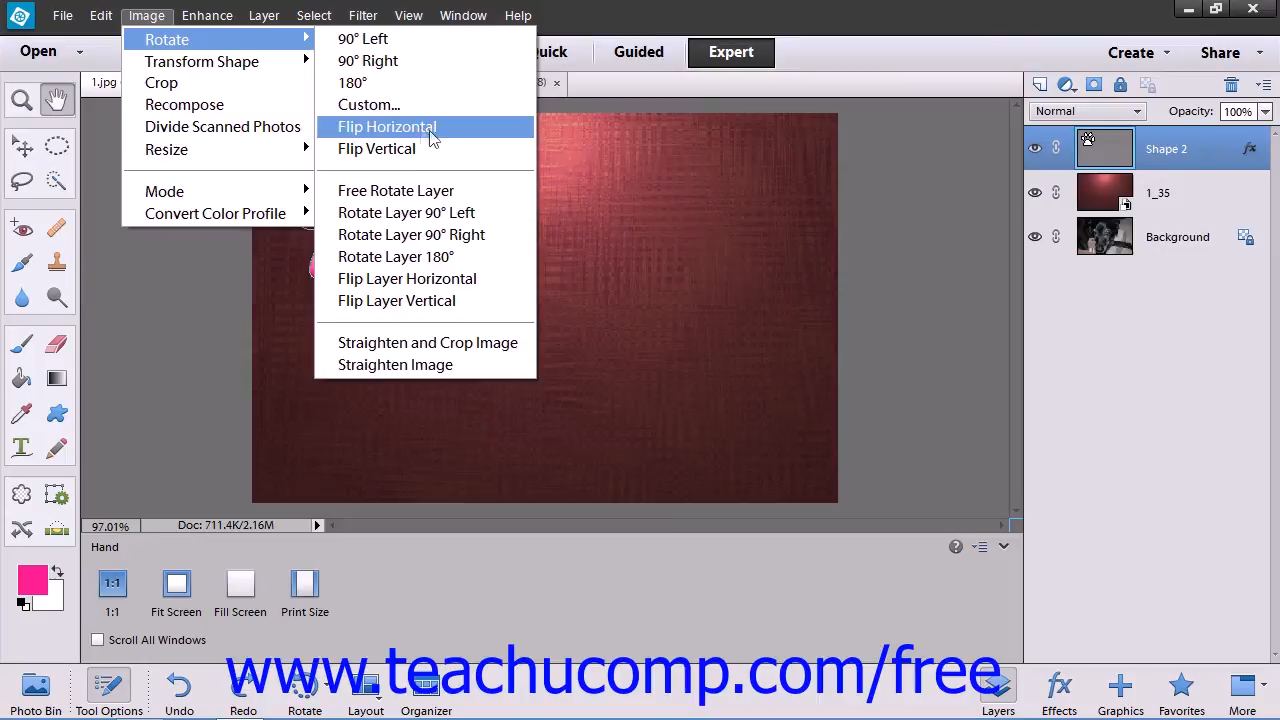 File Edit Image Enhance Layer Select Filter View Window Help
Open
Quick Guided Expert
Create Share
1.jpg
8) ×
Rotate
Transform Shape
Crop
Recompose
Divide Scanned Photos
Resize
Mode
Convert Color Profile
90° Left
90° Right
180°
Custom...
Flip Horizontal
Flip Vertical
Free Rotate Layer
Rotate Layer 90° Left
Rotate Layer 90° Right
Rotate Layer 180°
Flip Layer Horizontal
Flip Layer Vertical
Straighten and Crop Image
Straighten Image
Normal Opacity: 100%
Shape 2 fx
1_35
Background
97.01% Doc: 711.4K/2.16M
Hand
1:1
1:1 Fit Screen Fill Screen Print Size
Scroll All Windows
www.teachucomp.com/free
Photo Bin Tool Options Undo Redo Rotate Layout Organizer Layers Effects Graphics Favorites More